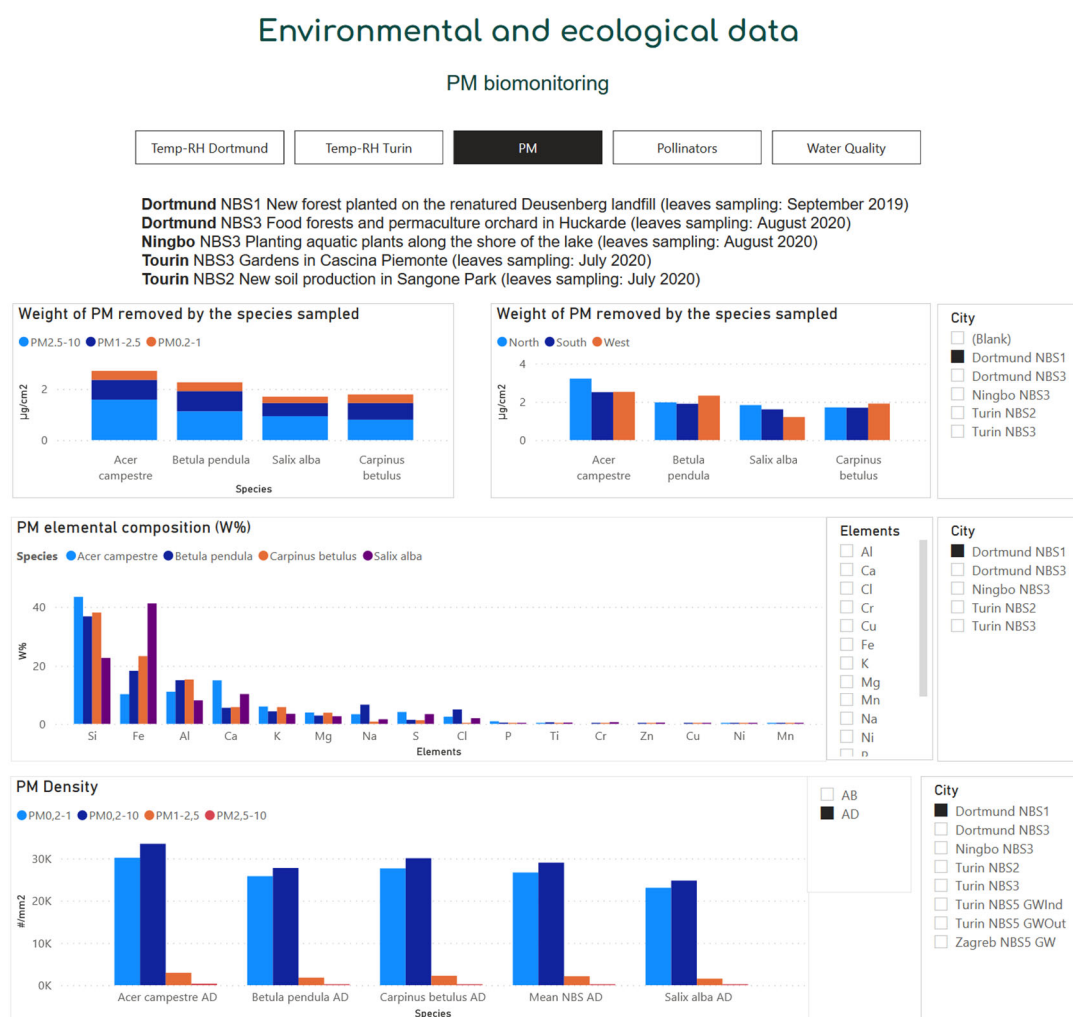 Environmental and ecological data
PM biomonitoring
Temp-RH Dortmund
Temp-RH Turin
PM
Pollinators
Water Quality
Dortmund NBS1 New forest planted on the renatured Deusenberg landfill (leaves sampling: September 2019)
Dortmund NBS3 Food forests and permaculture orchard in Huckarde (leaves sampling: August 2020)
Ningbo NBS3 Planting aquatic plants along the shore of the lake (leaves sampling: August 2020)
Tourin NBS3 Gardens in Cascina Piemonte (leaves sampling: July 2020)
Tourin NBS2 New soil production in Sangone Park (leaves sampling: July 2020)
Weight of PM removed by the species sampled
PM2.5-10 PM1-2.5 PM0,2-1
µg/cm2
2
0
Acer campestre
Betula pendula
Salix alba
Carpinus betulus
Species
Weight of PM removed by the species sampled
North South West
µg/cm2
4
2
0
Acer campestre
Betula pendula
Salix alba
Carpinus betulus
City
(Blank)
Dortmund NBS1
Dortmund NBS3
Ningbo NBS3
Turin NBS2
Turin NBS3
PM elemental composition (W%)
Species Acer campestre Betula pendula Carpinus betulus Salix alba
W%
40
20
0
Si Fe Al Ca K Mg Na S Cl P Ti Cr Zn Cu Ni Mn
Elements
Elements
Al
Ca
Cl
Cr
Cu
Fe
K
Mg
Mn
Na
Ni
P
City
Dortmund NBS1
Dortmund NBS3
Ningbo NBS3
Turin NBS2
Turin NBS3
PM Density
PM0,2-1 PM0,2-10 PM1-2,5 PM2,5-10
#/mm2
30K
20K
10K
0K
Acer campestre AD
Betula pendula AD
Carpinus betulus AD
Mean NBS AD
Salix alba AD
Species
AB
AD
City
Dortmund NBS1
Dortmund NBS3
Ningbo NBS3
Turin NBS2
Turin NBS3
Turin NBS5 GWInd
Turin NBS5 GWOut
Zagreb NBS5 GW